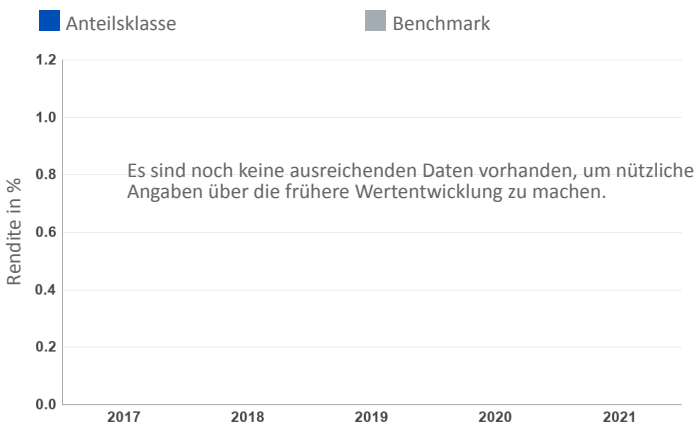 Anteilsklasse Benchmark
1.2
1.0
Es sind noch keine ausreichenden Daten vorhanden, um nützliche
0.8
Angaben über die frühere Wertentwicklung zu machen.
Rendite in %
0.6
0.4
0.2
0.0
2017 2018 2019 2020 2021